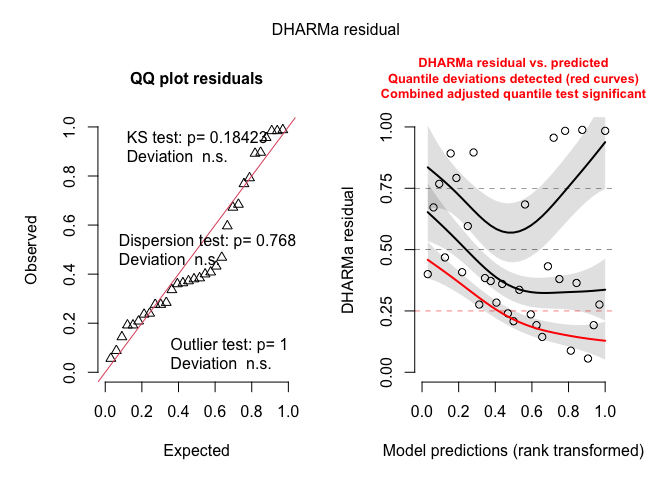 DHARMa residual
QQ plot residuals
KS test: p= 0.18423
Deviation n.s.
Dispersion test: p= 0.768
Deviation n.s.
Outlier test: p= 1
Deviation n.s.
Observed
0.0 0.2 0.4 0.6 0.8 1.0
0.0 0.2 0.4 0.6 0.8 1.0
Expected
DHARMa residual vs. predicted
Quantile deviations detected (red curves)
Combined adjusted quantile test significant
DHARMa residual
0.00 0.25 0.50 0.75 1.00
0.0 0.2 0.4 0.6 0.8 1.0
Model predictions (rank transformed)